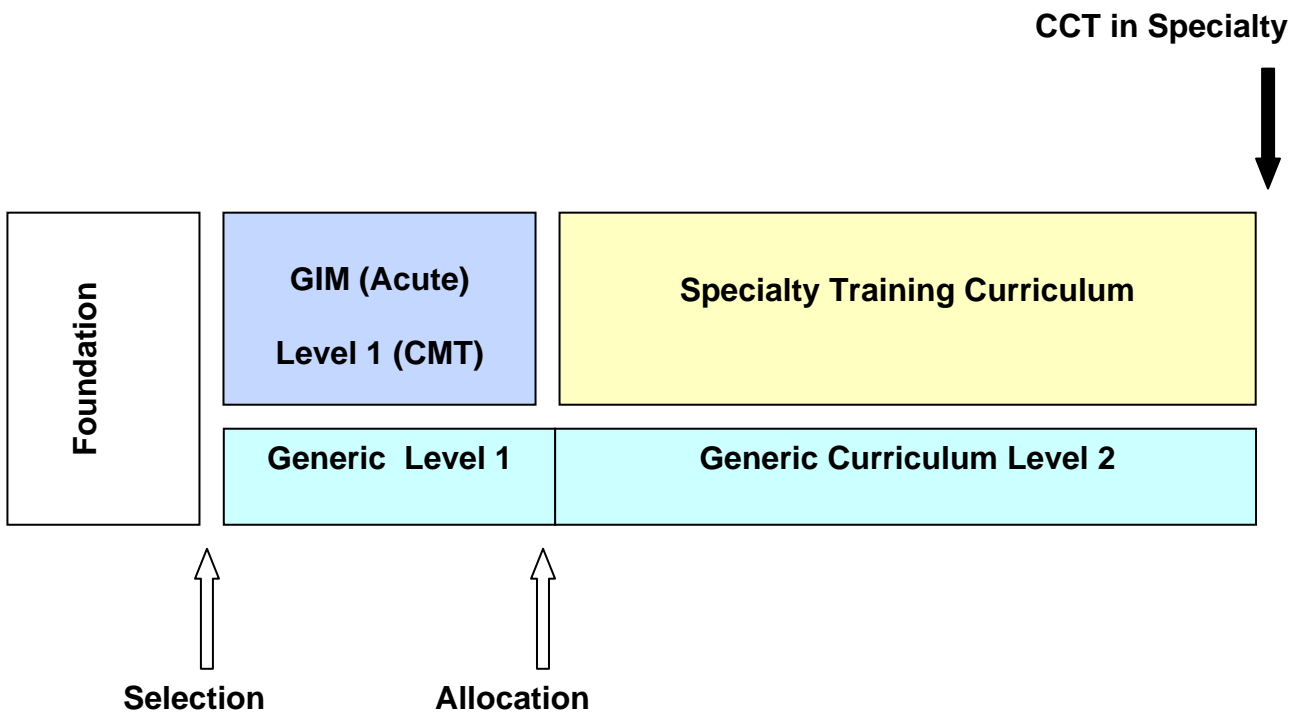 CCT in Specialty
Foundation
GIM (Acute)
Level 1 (CMT)
Specialty Training Curriculum
Generic Level 1
Generic Curriculum Level 2
Selection
Allocation